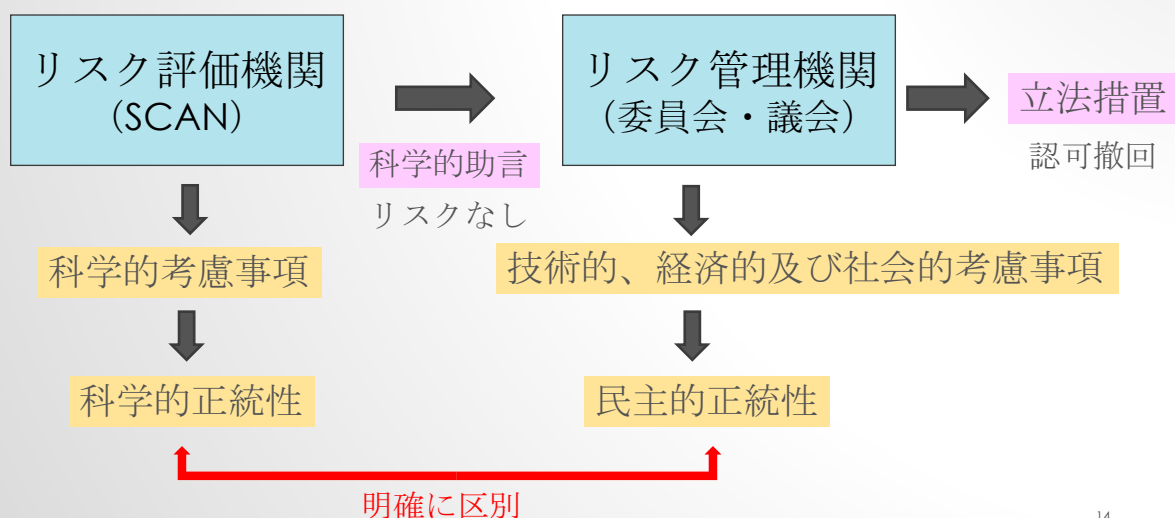 リスク評価機関
（SCAN）
科学的助言
リスクなし
リスク管理機関
（委員会・議会）
立法措置
認可撤回
科学的考慮事項
技術的、経済的及び社会的考慮事項
科学的正統性
民主的正統性
明確に区別
14